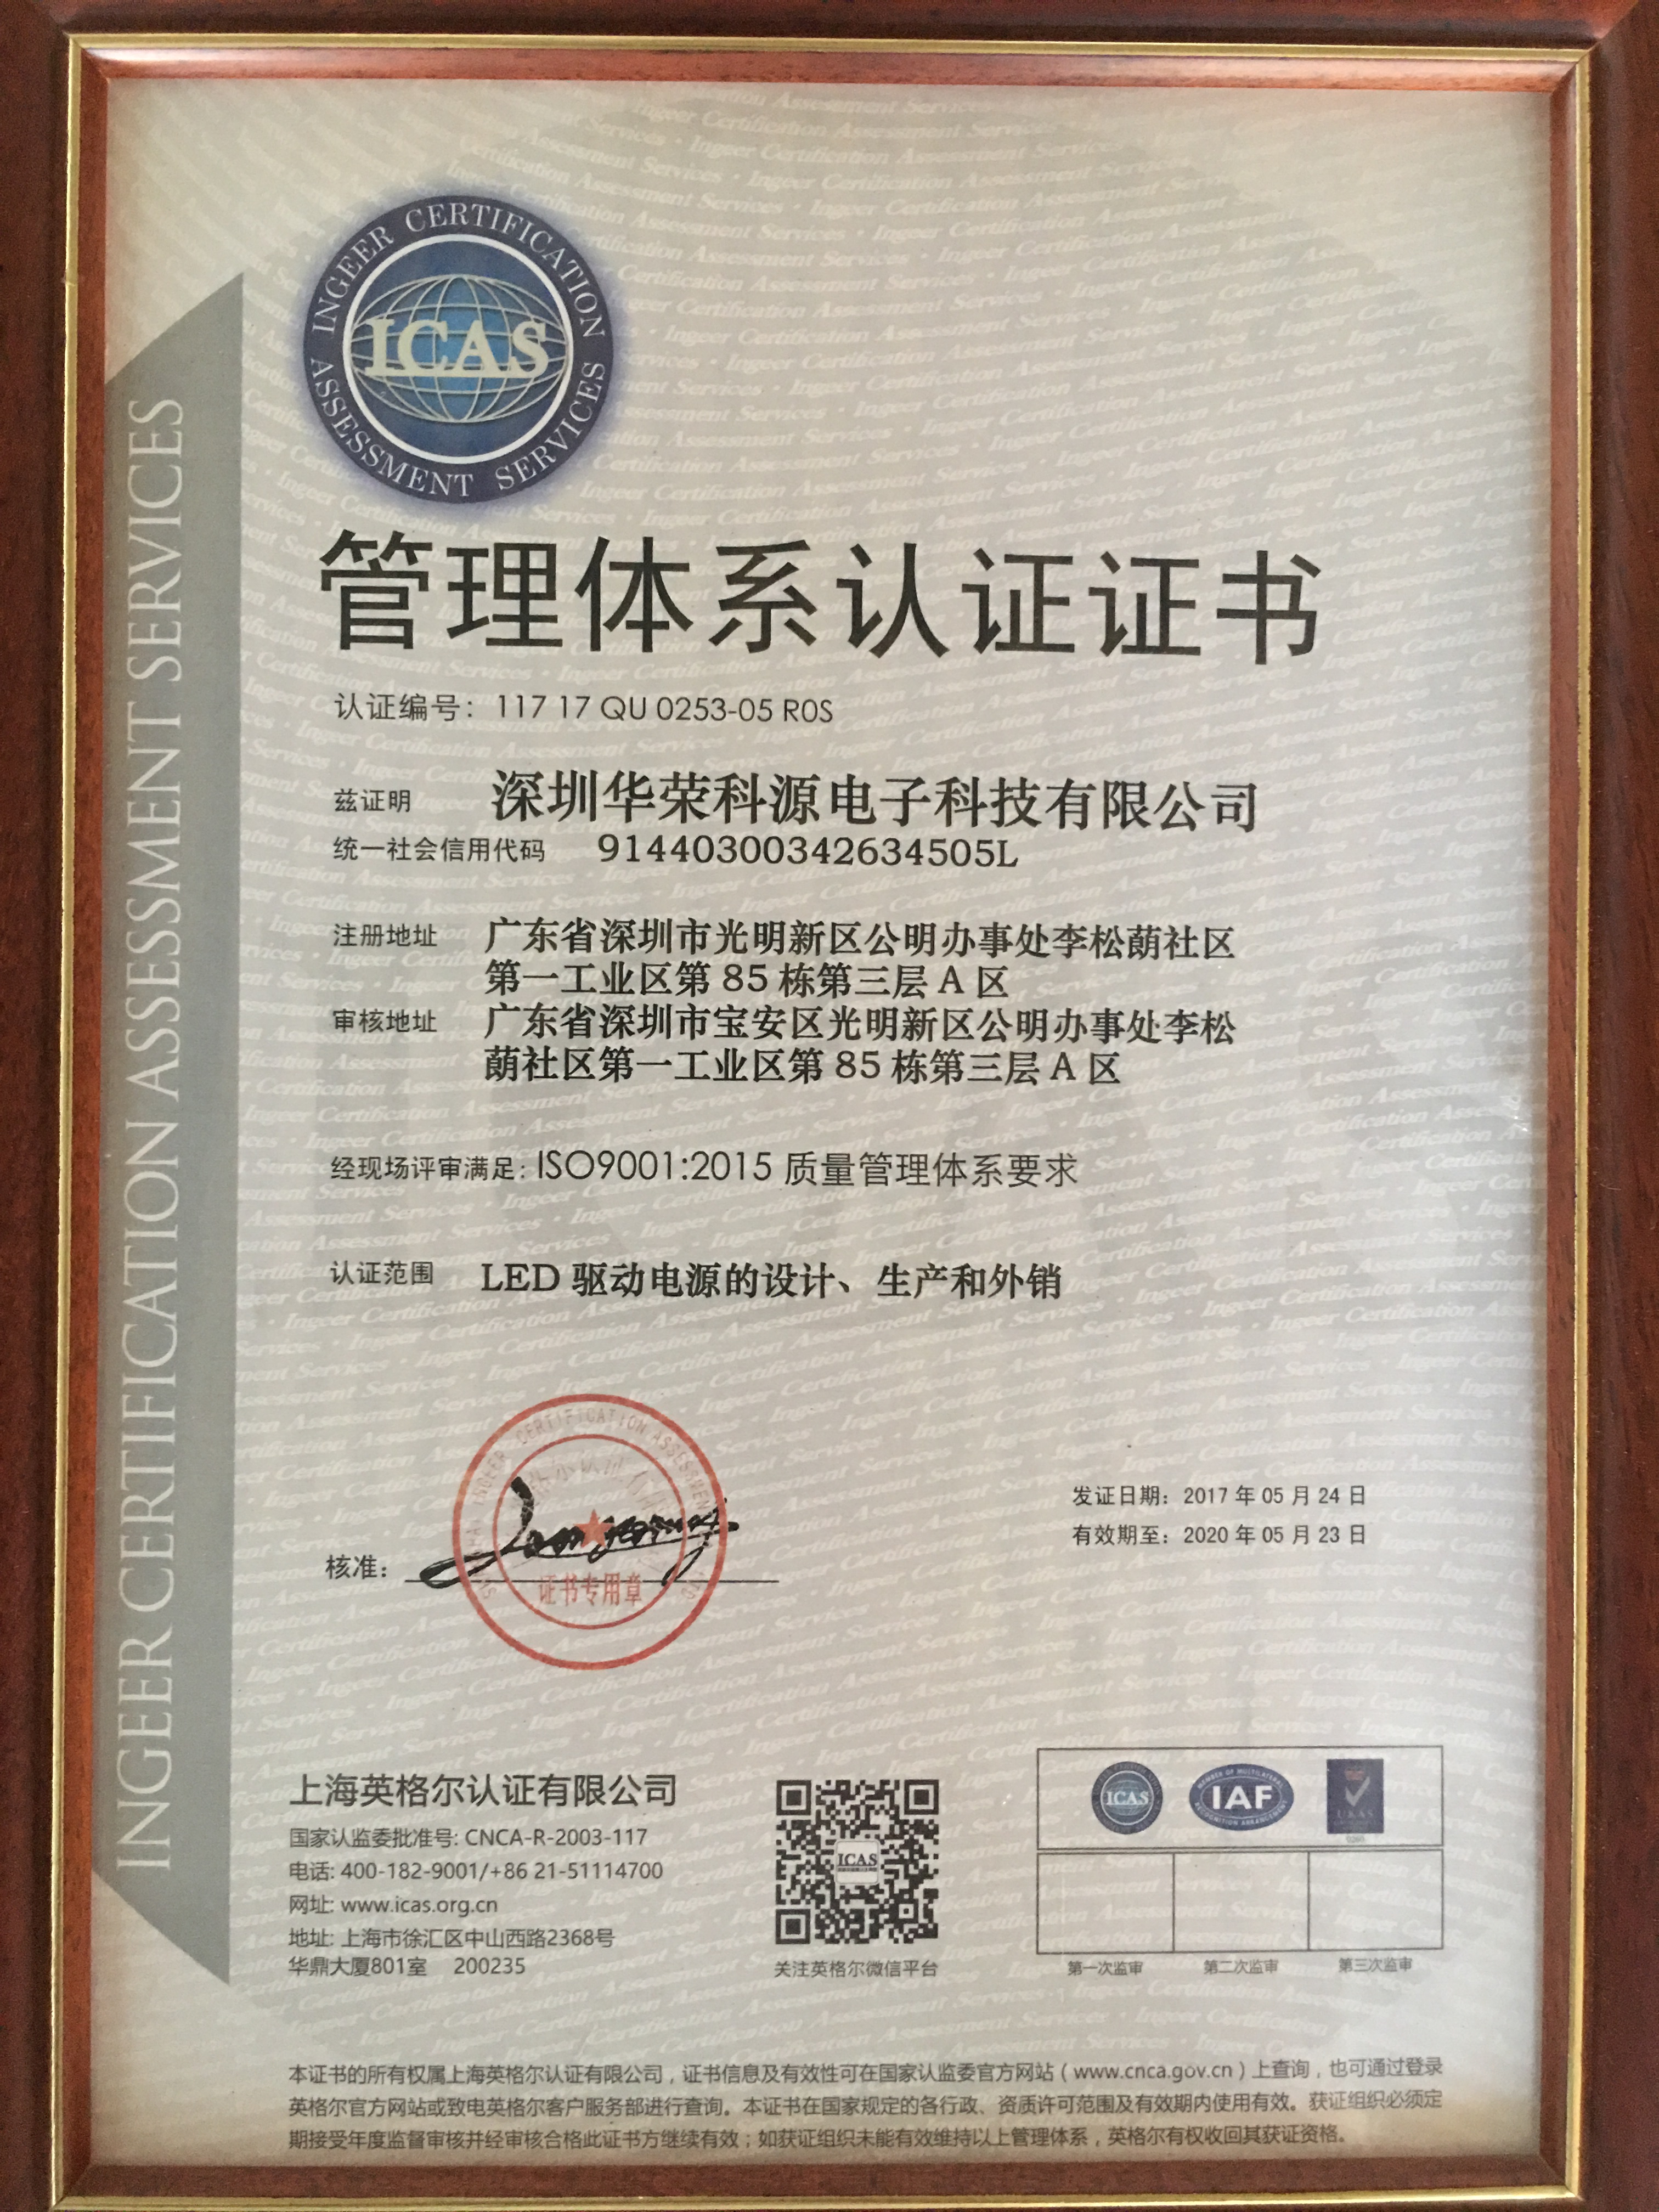 INGEER CERTIFICATION
ICAS
ASSESSMENT SERVICES
INGEER CERTIFICATION ASSESSMENT SERVICES
管理体系认证证书
认证编号: 117 17 QU 0253-05 R0S
兹证明 深圳华荣科源电子科技有限公司
统一社会信用代码 91440300342634505L
注册地址 广东省深圳市光明新区公明办事处李松蓢社区
第一工业区第 85 栋第三层 A 区
审核地址 广东省深圳市宝安区光明新区公明办事处李松
蓢社区第一工业区第 85 栋第三层 A 区
经现场评审满足: ISO9001:2015 质量管理体系要求
认证范围 LED 驱动电源的设计、生产和外销
发证日期: 2017 年 05 月 24 日
有效期至: 2020 年 05 月 23 日
核准:
证书专用章
上海英格尔认证有限公司
国家认监委批准号: CNCA-R-2003-117
电话: 400-182-9001/+86 21-51114700
网址: www.icas.org.cn
地址: 上海市徐汇区中山西路2368号
华鼎大厦801室 200235
ICAS
关注英格尔微信平台
ICAS
MEMBER OF MULTILATERAL
IAF
RECOGNITION ARRANGEMENT
UKAS
第一次监审 第二次监审 第三次监审
本证书的所有权属上海英格尔认证有限公司，证书信息及有效性可在国家认监委官方网站（www.cnca.gov.cn）上查询，也可通过登录
英格尔官方网站或致电英格尔客户服务部进行查询。本证书在国家规定的各行政、资质许可范围及有效期内使用有效。获证组织必须定
期接受年度监督审核并经审核合格此证书方继续有效；如获证组织未能有效维持以上管理体系，英格尔有权收回其获证资格。